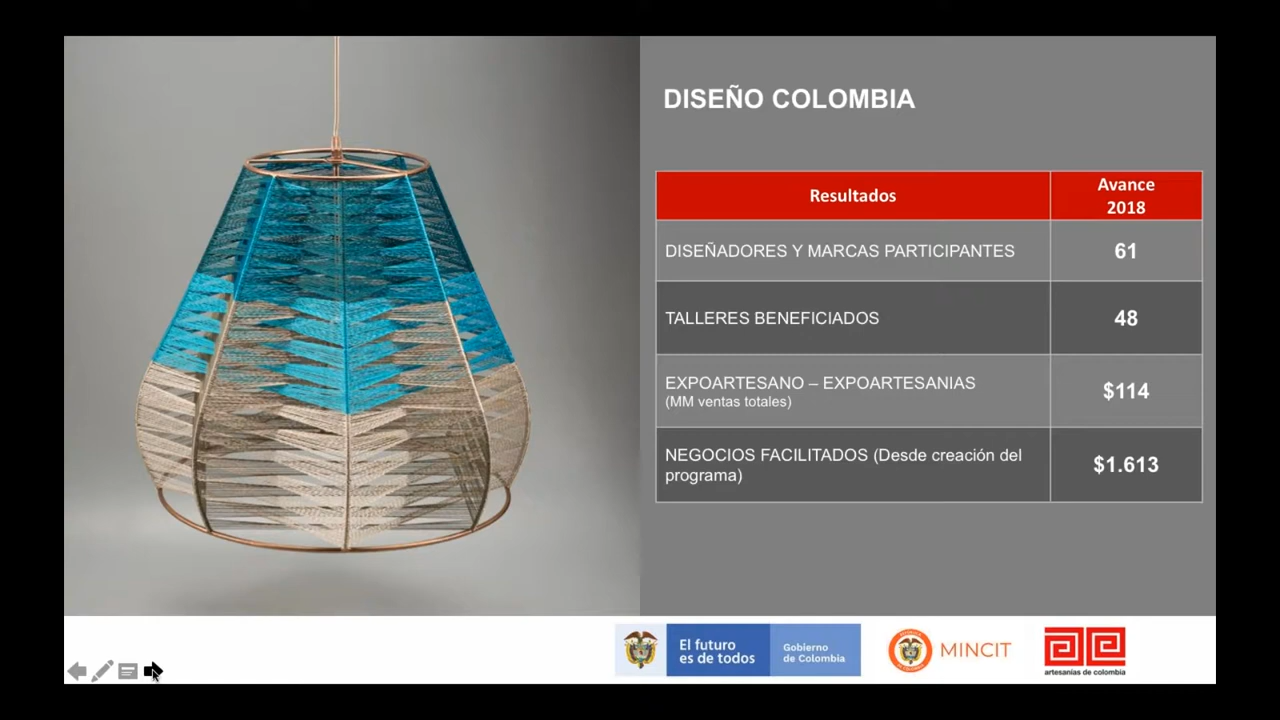 DISEÑO COLOMBIA
Resultados
Avance
2018
DISEÑADORES Y MARCAS PARTICIPANTES
61
TALLERES BENEFICIADOS
48
EXPOARTESANO – EXPOARTESANIAS
(MM ventas totales)
$114
NEGOCIOS FACILITADOS (Desde creación del
programa)
$1.613
El futuro
es de todos
Gobierno
de Colombia
MINCIT
artesanías de colombia